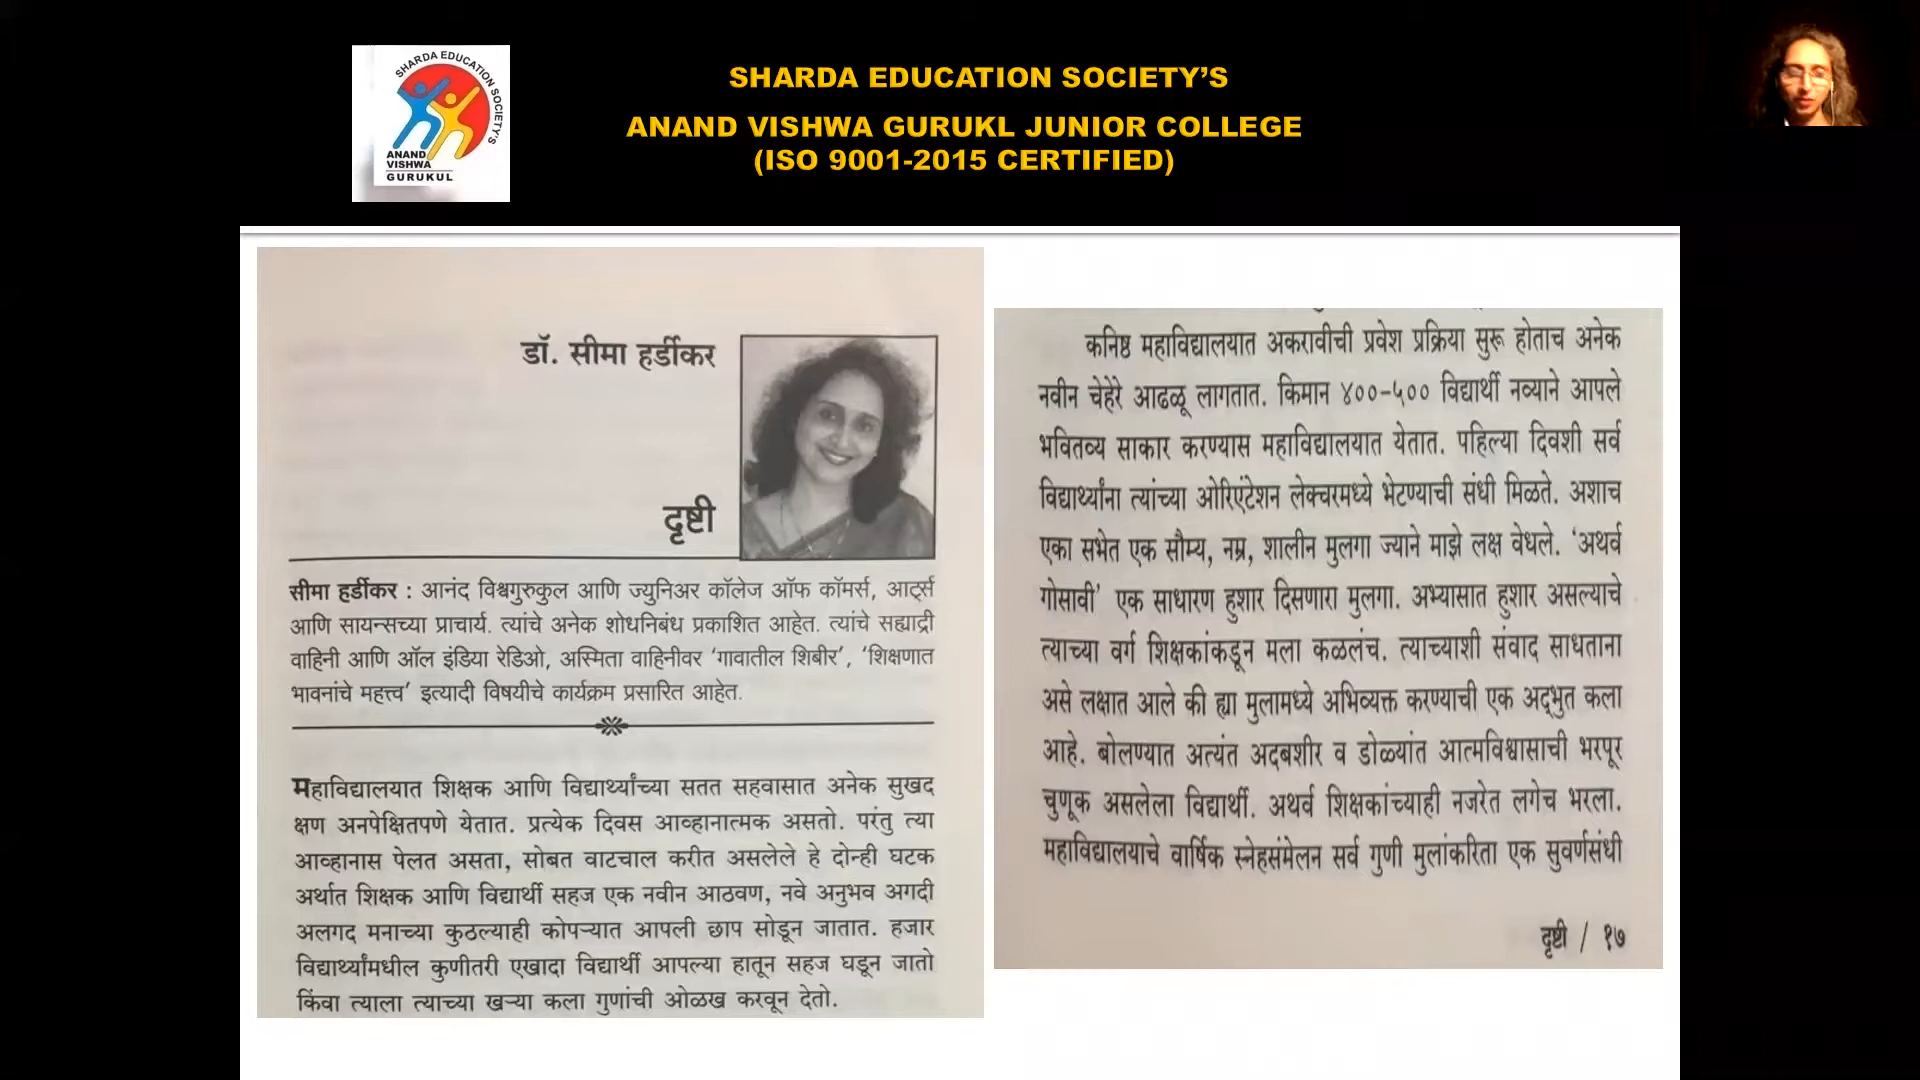 SHARDA EDUCATION SOCIETY'S
ANAND
VISHWA
GURUKUL
SHARDA EDUCATION SOCIETY’S
ANAND VISHWA GURUKL JUNIOR COLLEGE
(ISO 9001-2015 CERTIFIED)
डॉ. सीमा हर्डीकर
दृष्टी
सीमा हर्डीकर : आनंद विश्वगुरुकुल आणि ज्युनिअर कॉलेज ऑफ कॉमर्स, आर्ट्स
आणि सायन्सच्या प्राचार्य. त्यांचे अनेक शोधनिबंध प्रकाशित आहेत. त्यांचे सह्याद्री
वाहिनी आणि ऑल इंडिया रेडिओ, अस्मिता वाहिनीवर ‘गावातील शिबीर’, ‘शिक्षणात
भावनांचे महत्त्व’ इत्यादी विषयीचे कार्यक्रम प्रसारित आहेत.
महाविद्यालयात शिक्षक आणि विद्यार्थ्यांच्या सतत सहवासात अनेक सुखद
क्षण अनपेक्षितपणे येतात. प्रत्येक दिवस आव्हानात्मक असतो. परंतु त्या
आव्हानास पेलत असता, सोबत वाटचाल करीत असलेले हे दोन्ही घटक
अर्थात शिक्षक आणि विद्यार्थी सहज एक नवीन आठवण, नवे अनुभव अगदी
अलगद मनाच्या कुठल्याही कोपऱ्यात आपली छाप सोडून जातात. हजार
विद्यार्थ्यांमधील कुणीतरी एखादा विद्यार्थी आपल्या हातून सहज घडून जातो
किंवा त्याला त्याच्या खऱ्या कला गुणांची ओळख करवून देतो.
कनिष्ठ महाविद्यालयात अकरावीची प्रवेश प्रक्रिया सुरू होताच अनेक
नवीन चेहेरे आढळू लागतात. किमान ४००-५०० विद्यार्थी नव्याने आपले
भवितव्य साकार करण्यास महाविद्यालयात येतात. पहिल्या दिवशी सर्व
विद्यार्थ्यांना त्यांच्या ओरिएंटेशन लेक्चरमध्ये भेटण्याची संधी मिळते. अशाच
एका सभेत एक सौम्य, नम्र, शालीन मुलगा ज्याने माझे लक्ष वेधले. ‘अथर्व
गोसावी’ एक साधारण हुशार दिसणारा मुलगा. अभ्यासात हुशार असल्याचे
त्याच्या वर्ग शिक्षकांकडून मला कळलंच. त्याच्याशी संवाद साधताना
असे लक्षात आले की ह्या मुलामध्ये अभिव्यक्त करण्याची एक अद्‌भुत कला
आहे. बोलण्यात अत्यंत अदबशीर व डोळ्यांत आत्मविश्वासाची भरपूर
चुणूक असलेला विद्यार्थी. अथर्व शिक्षकांच्याही नजरेत लगेच भरला.
महाविद्यालयाचे वार्षिक स्नेहसंमेलन सर्व गुणी मुलांकरिता एक सुवर्णसंधी
दृष्टी / १७